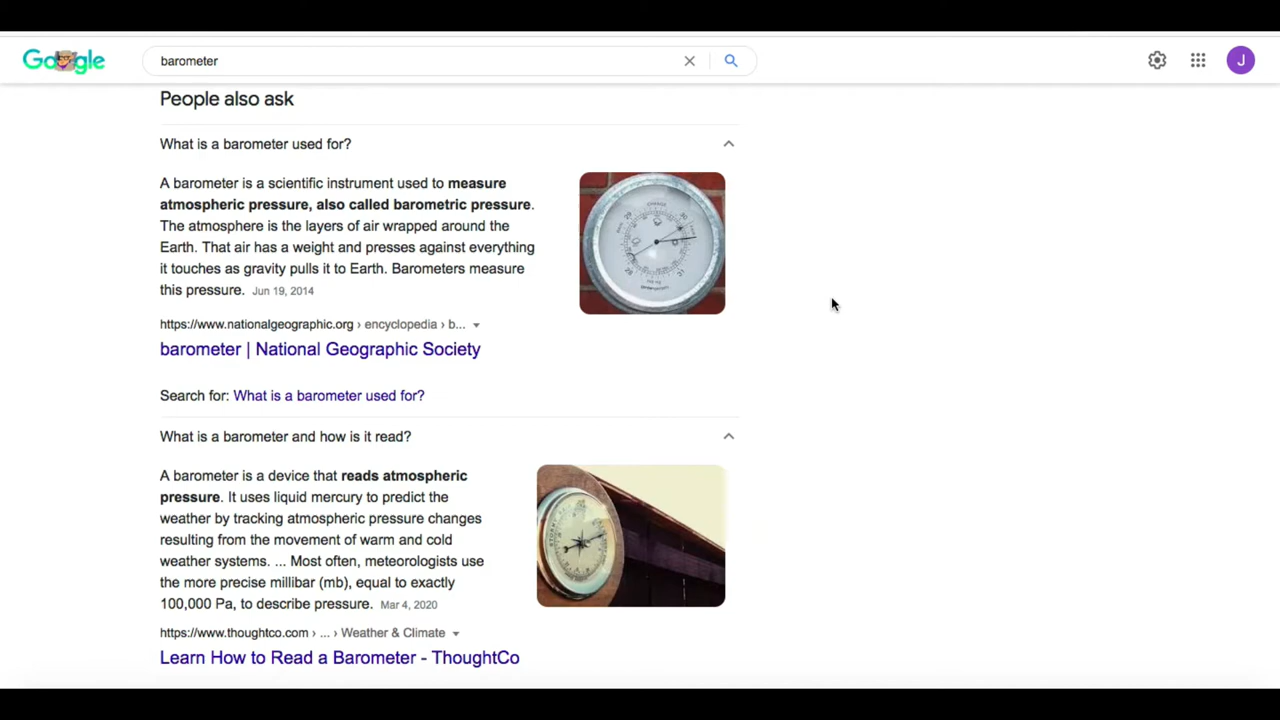 Google
barometer
J
People also ask
What is a barometer used for?
A barometer is a scientific instrument used to measure
atmospheric pressure, also called barometric pressure.
The atmosphere is the layers of air wrapped around the
Earth. That air has a weight and presses against everything
it touches as gravity pulls it to Earth. Barometers measure
this pressure. Jun 19, 2014
https://www.nationalgeographic.org › encyclopedia › b...
barometer | National Geographic Society
Search for: What is a barometer used for?
What is a barometer and how is it read?
A barometer is a device that reads atmospheric
pressure. It uses liquid mercury to predict the
weather by tracking atmospheric pressure changes
resulting from the movement of warm and cold
weather systems. ... Most often, meteorologists use
the more precise millibar (mb), equal to exactly
100,000 Pa, to describe pressure. Mar 4, 2020
https://www.thoughtco.com › ... › Weather & Climate
Learn How to Read a Barometer - ThoughtCo